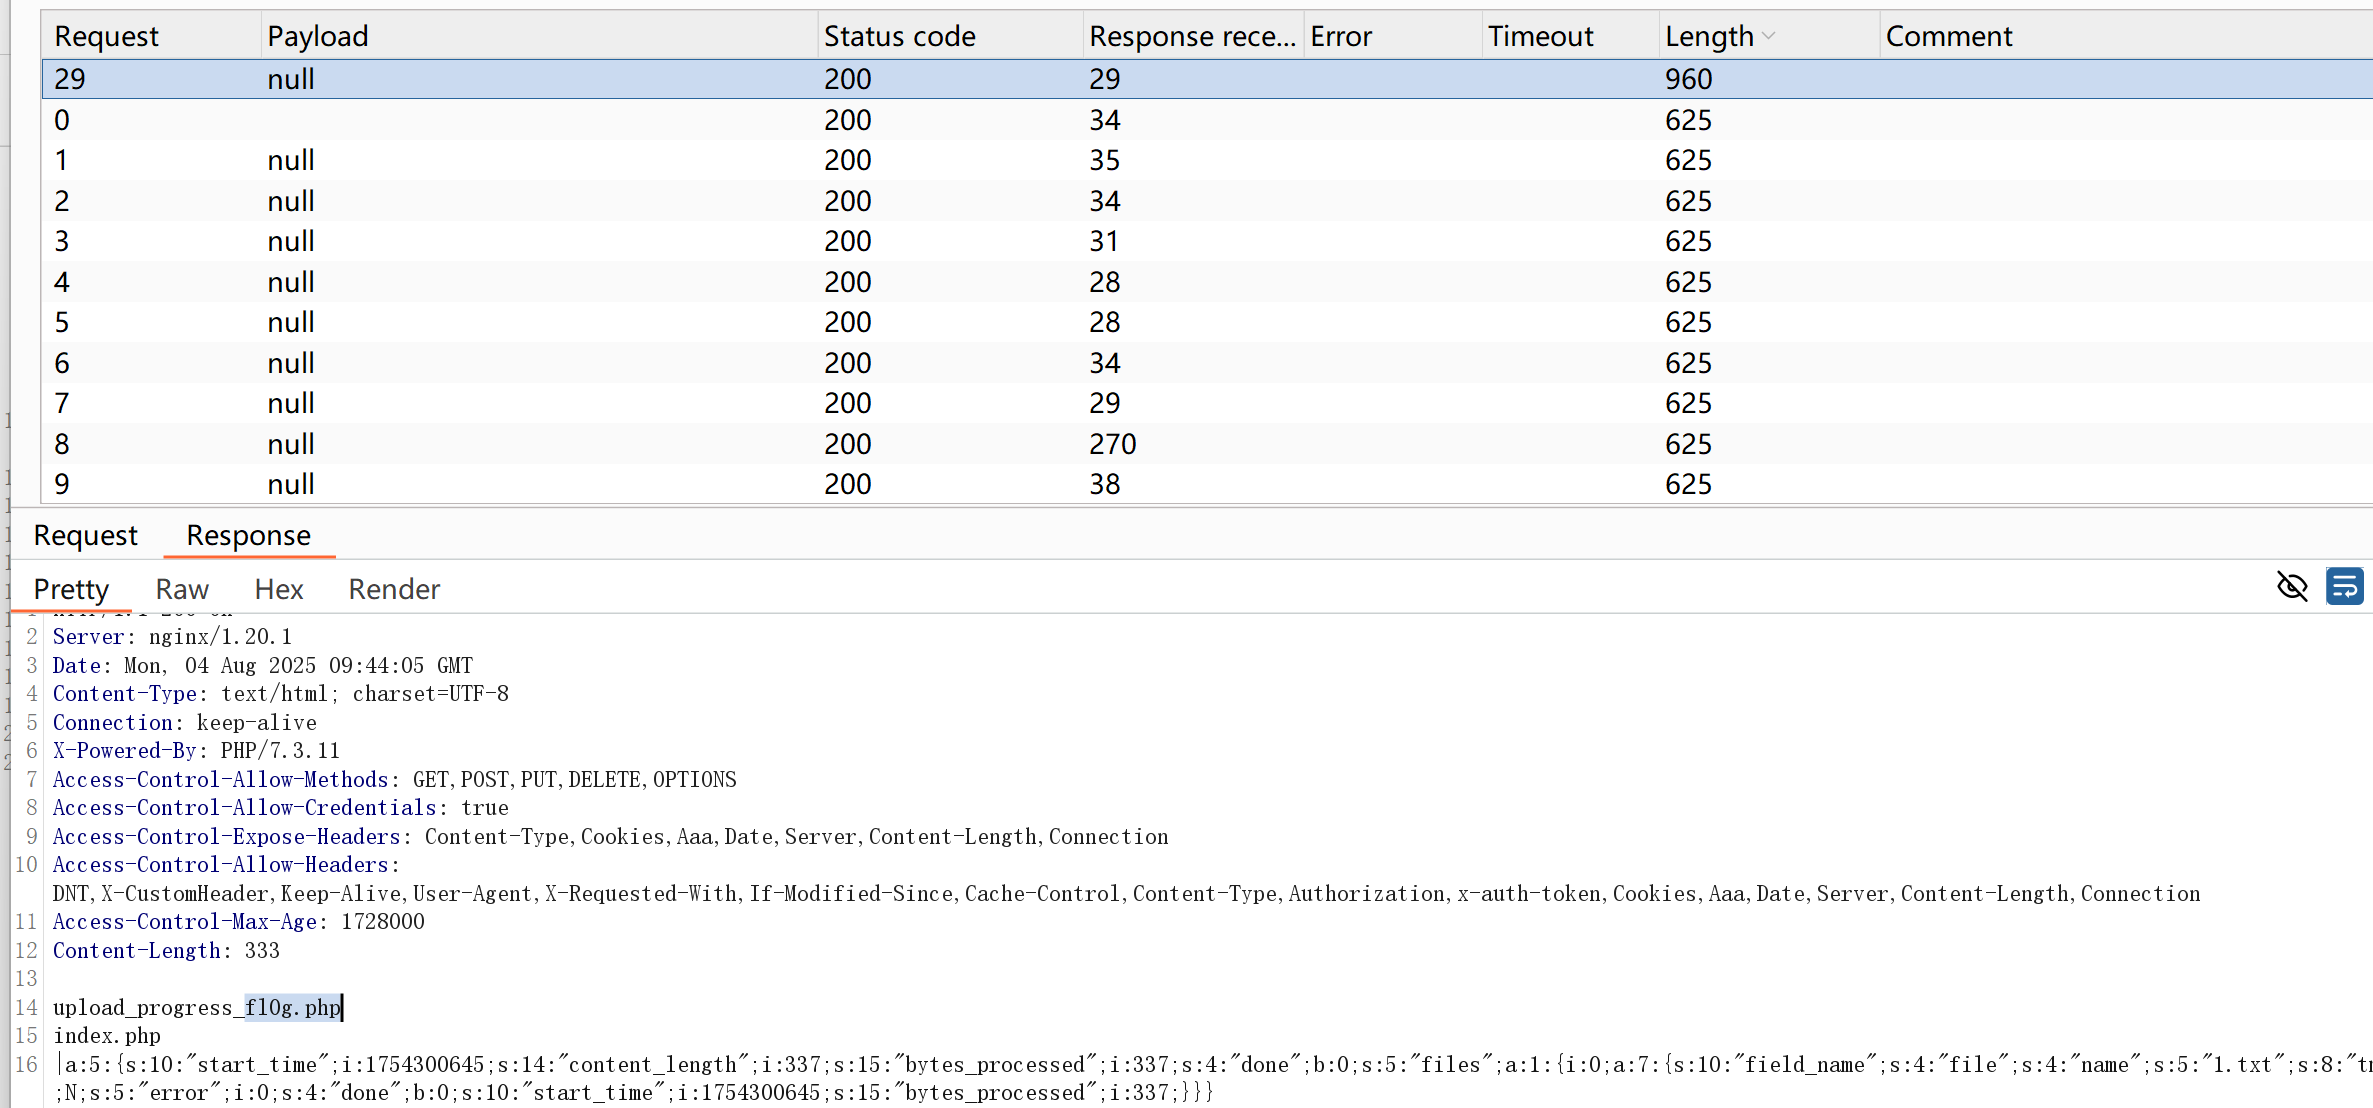 Request Payload Status code Response rece... Error Timeout Length Comment
29 null 200 29 960
0 200 34 625
1 null 200 35 625
2 null 200 34 625
3 null 200 31 625
4 null 200 28 625
5 null 200 28 625
6 null 200 34 625
7 null 200 29 625
8 null 200 270 625
9 null 200 38 625
Request Response
Pretty Raw Hex Render
2 Server: nginx/1.20.1
3 Date: Mon, 04 Aug 2025 09:44:05 GMT
4 Content-Type: text/html; charset=UTF-8
5 Connection: keep-alive
6 X-Powered-By: PHP/7.3.11
7 Access-Control-Allow-Methods: GET,POST,PUT,DELETE,OPTIONS
8 Access-Control-Allow-Credentials: true
9 Access-Control-Expose-Headers: Content-Type,Cookies,Aaa,Date,Server,Content-Length,Connection
10 Access-Control-Allow-Headers:
DNT,X-CustomHeader,Keep-Alive,User-Agent,X-Requested-With,If-Modified-Since,Cache-Control,Content-Type,Authorization,x-auth-token,Cookies,Aaa,Date,Server,Content-Length,Connection
11 Access-Control-Max-Age: 1728000
12 Content-Length: 333
13
14 upload_progress_fl0g.php
15 index.php
16 |a:5:{s:10:"start_time";i:1754300645;s:14:"content_length";i:337;s:15:"bytes_processed";i:337;s:4:"done";b:0;s:5:"files";a:1:{i:0;a:7:{s:10:"field_name";s:4:"file";s:4:"name";s:5:"1.txt";s:8:"
;N;s:5:"error";i:0;s:4:"done";b:0;s:10:"start_time";i:1754300645;s:15:"bytes_processed";i:337;}}}